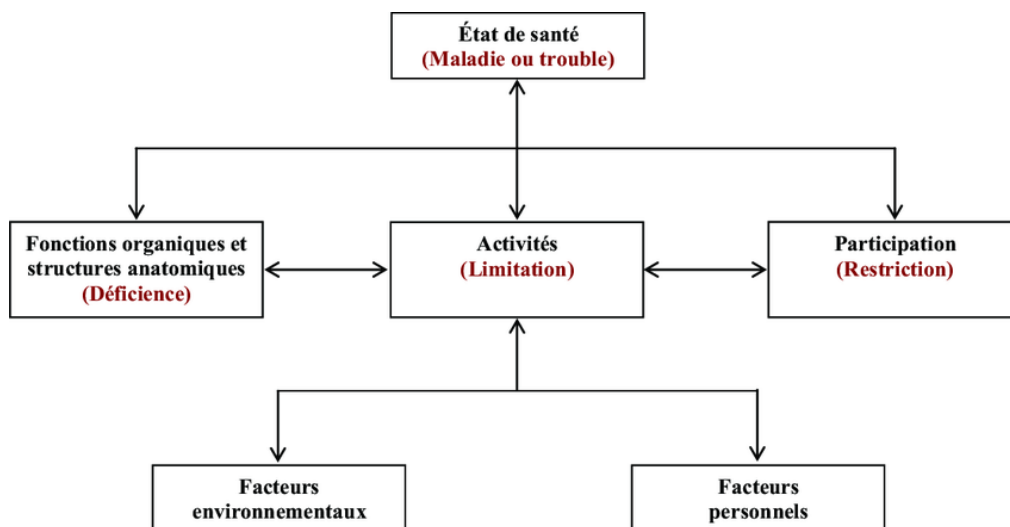 État de santé
(Maladie ou trouble)
Fonctions organiques et
structures anatomiques
(Déficience)
Activités
(Limitation)
Participation
(Restriction)
Facteurs
environnementaux
Facteurs
personnels